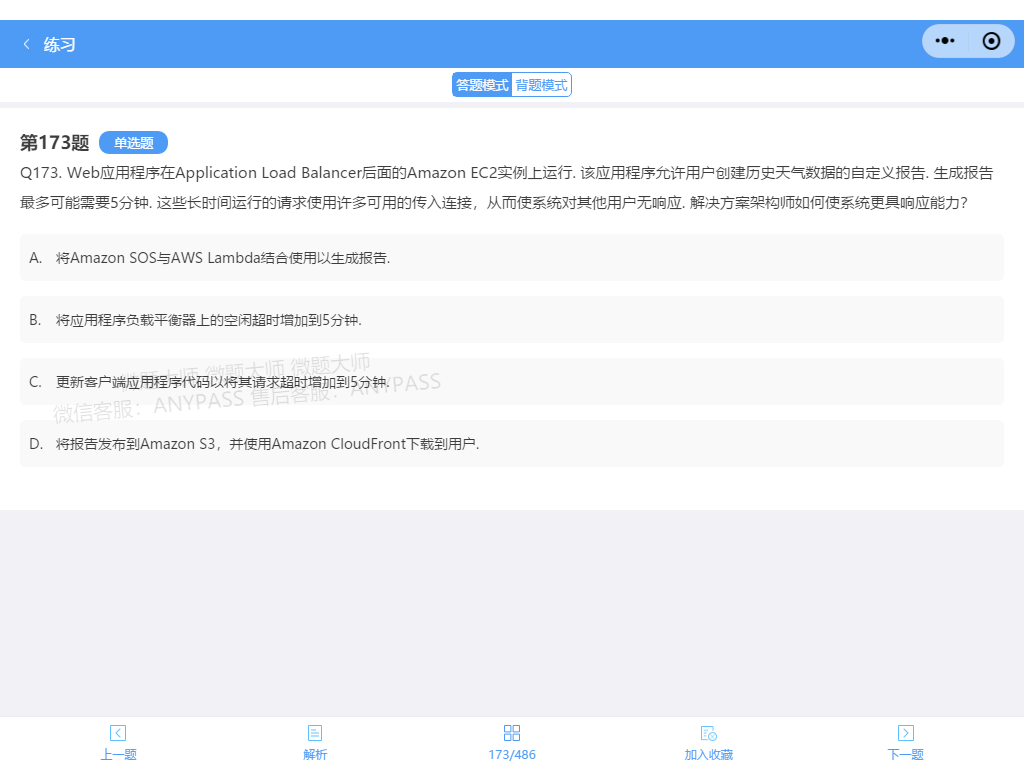 练习
答题模式 背题模式
第173题 单选题
Q173. Web应用程序在Application Load Balancer后面的Amazon EC2实例上运行. 该应用程序允许用户创建历史天气数据的自定义报告. 生成报告
最多可能需要5分钟. 这些长时间运行的请求使用许多可用的传入连接，从而使系统对其他用户无响应. 解决方案架构师如何使系统更具响应能力？
A. 将Amazon SOS与AWS Lambda结合使用以生成报告.
B. 将应用程序负载平衡器上的空闲超时增加到5分钟.
微题大师 微题大师 微题大师
C. 更新客户端应用程序代码以将其请求超时增加到5分钟.
微信客服：ANYPASS 售后客服：ANYPASS
D. 将报告发布到Amazon S3，并使用Amazon CloudFront下载到用户.
上一题 解析 173/486 加入收藏 下一题